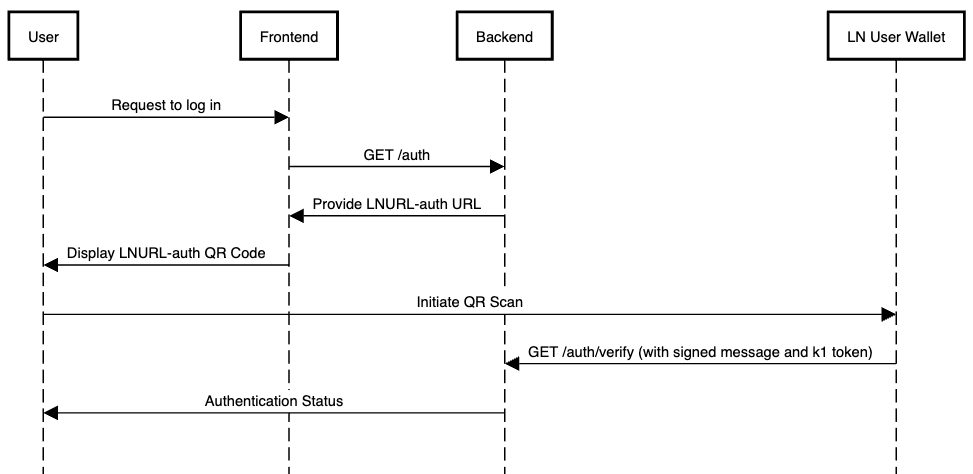 User
Frontend
Backend
LN User Wallet
Request to log in
GET /auth
Provide LNURL-auth URL
Display LNURL-auth QR Code
Initiate QR Scan
GET /auth/verify (with signed message and k1 token)
Authentication Status